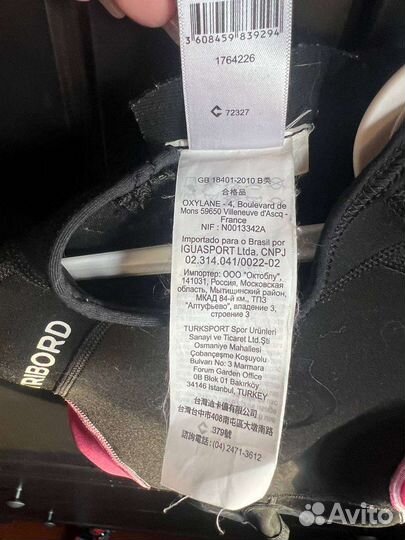 3 608459 839294
1764226
72327
GB 18401-2010 B类
合格品
OXYLANE - 4, Boulevard de
Mons 59650 Villeneuve d'Ascq -
France
NIF : N0013342A
Importado para o Brasil por
IGUASPORT Ltda, CNPJ
02.314.041/0022-02
Импортер: ООО "Октоблу",
141031, Россия, Московская
область, Мытищинский район,
МКАД 84-й км., ТПЗ
"Алтуфьево", владение 3,
строение 3
TURKSPORT Spor Ürünleri
Sanayi ve Ticaret Ltd.Şti
Osmaniye Mahallesi
Çobançeşme Koşuyolu
Bulvarı No:3 Marmara
Forum Garden Office
0B Blok 01 Bakırköy
34146 Istanbul, TURKEY
台灣迪卡儂有限公司
台灣台中市408南屯區大墩南路
379號
諮詢電話: (04) 2471-3612
RIBORD
Avito